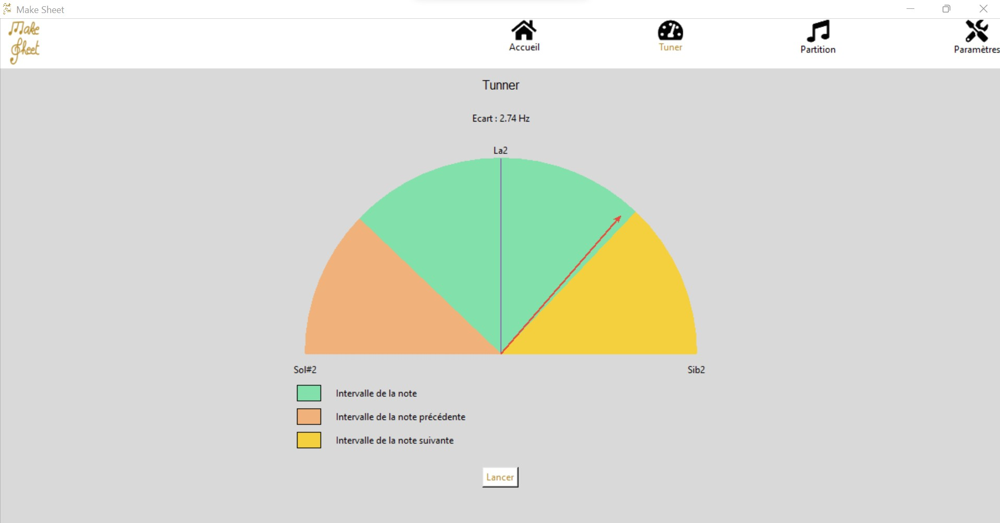 Make Sheet
Make
Sheet
Accueil
Tuner
Partition
Paramètres
Tunner
Ecart : 2.74 Hz
La2
Sol#2
Sib2
Intervalle de la note
Intervalle de la note précédente
Intervalle de la note suivante
Lancer